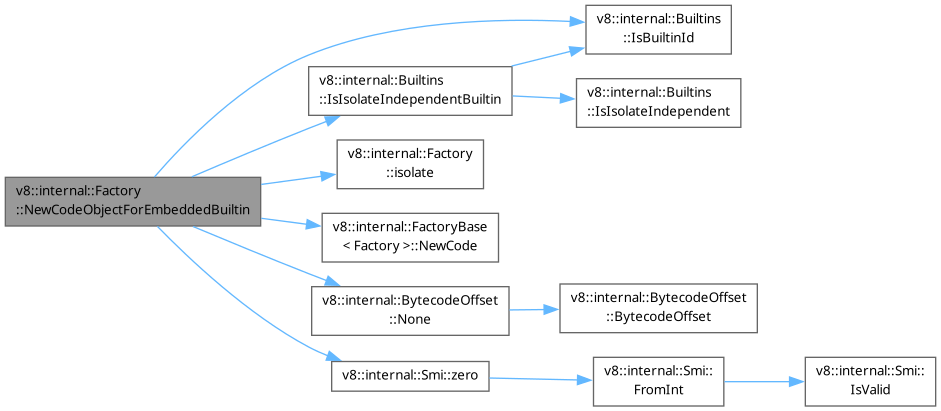 v8::internal::Builtins
::IsBuiltinId
v8::internal::Builtins
::IsIsolateIndependentBuiltin
v8::internal::Builtins
::IsIsolateIndependent
v8::internal::Factory
::isolate
v8::internal::Factory
::NewCodeObjectForEmbeddedBuiltin
v8::internal::FactoryBase
< Factory >::NewCode
v8::internal::BytecodeOffset
::None
v8::internal::BytecodeOffset
::BytecodeOffset
v8::internal::Smi::zero
v8::internal::Smi::
FromInt
v8::internal::Smi::
IsValid